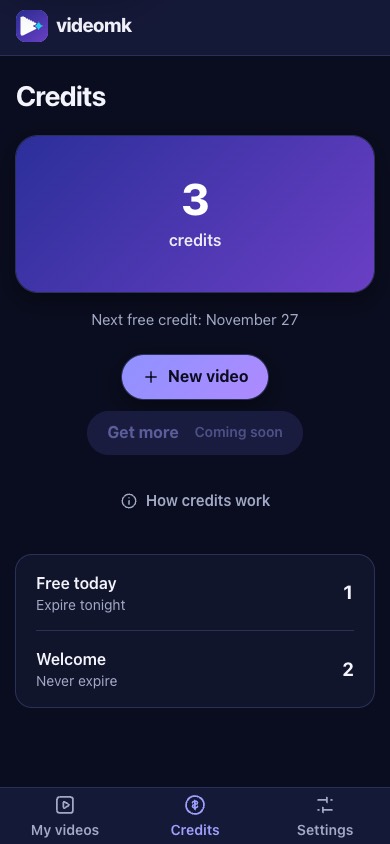 videomk
Credits
3
credits
Next free credit: November 27
+ New video
Get more Coming soon
How credits work
Free today
Expire tonight
1
Welcome
Never expire
2
My videos
Credits
Settings